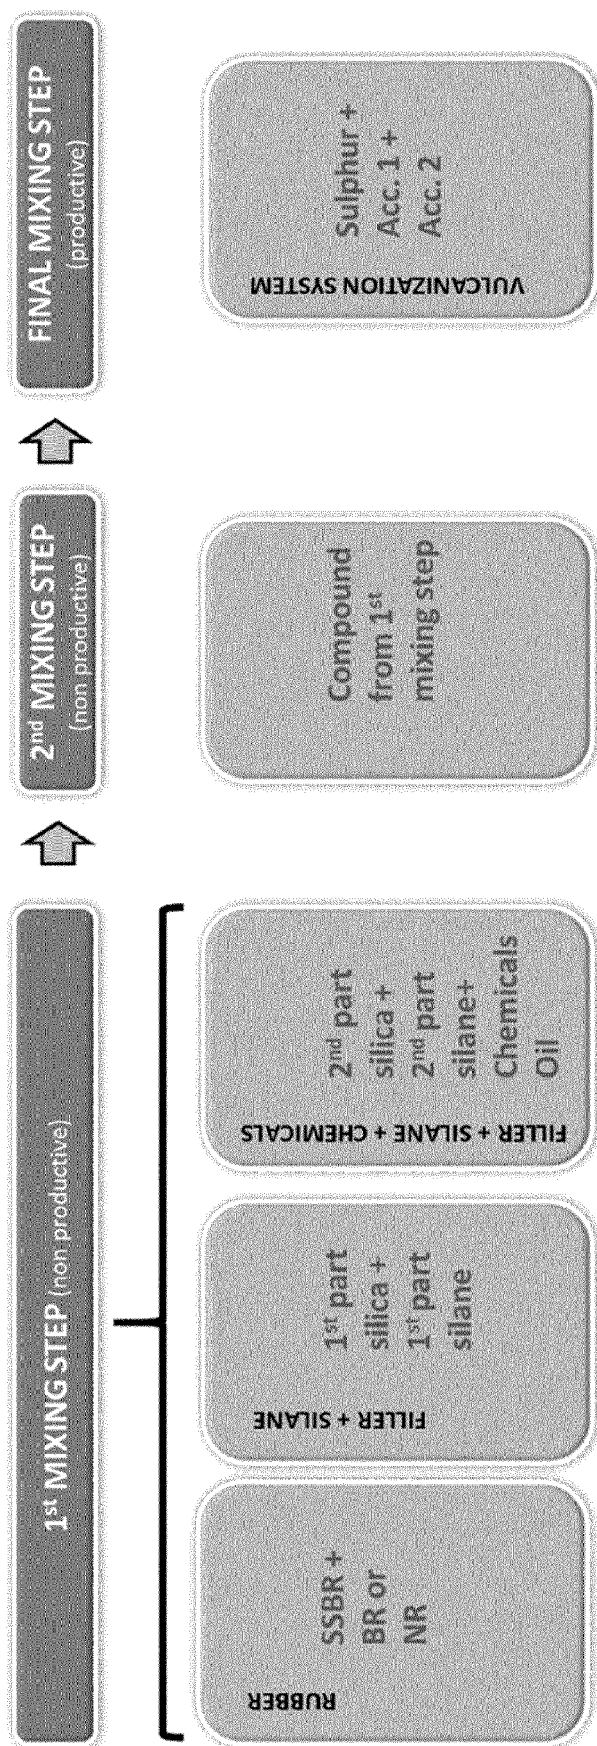 1st MIXING STEP (non productive)
2nd MIXING STEP
(non productive)
FINAL MIXING STEP
(productive)
RUBBER
SSBR +
BR or
NR
FILLER + SILANE
1st part
silica +
1st part
silane
FILLER + SILANE + CHEMICALS
2nd part
silica +
2nd part
silane+
Chemicals
Oil
Compound
from 1st
mixing step
VULCANIZATION SYSTEM
Sulphur +
Acc. 1 +
Acc. 2